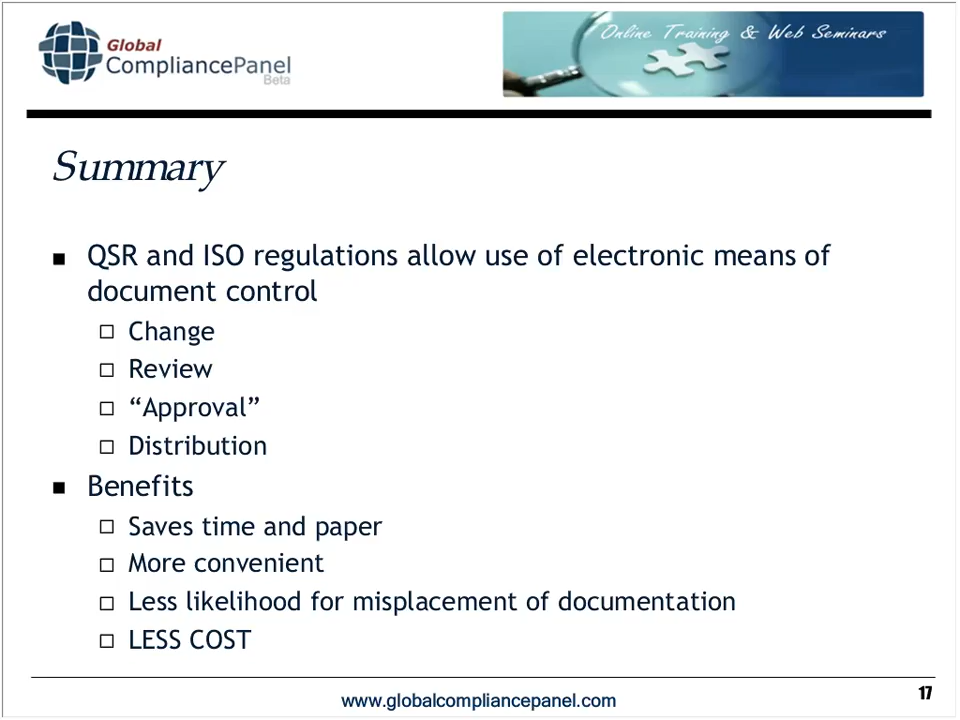 Global
CompliancePanel
Beta
Online Training & Web Seminars
Summary
QSR and ISO regulations allow use of electronic means of
document control
Change
Review
“Approval”
Distribution
Benefits
Saves time and paper
More convenient
Less likelihood for misplacement of documentation
LESS COST
www.globalcompliancepanel.com
17